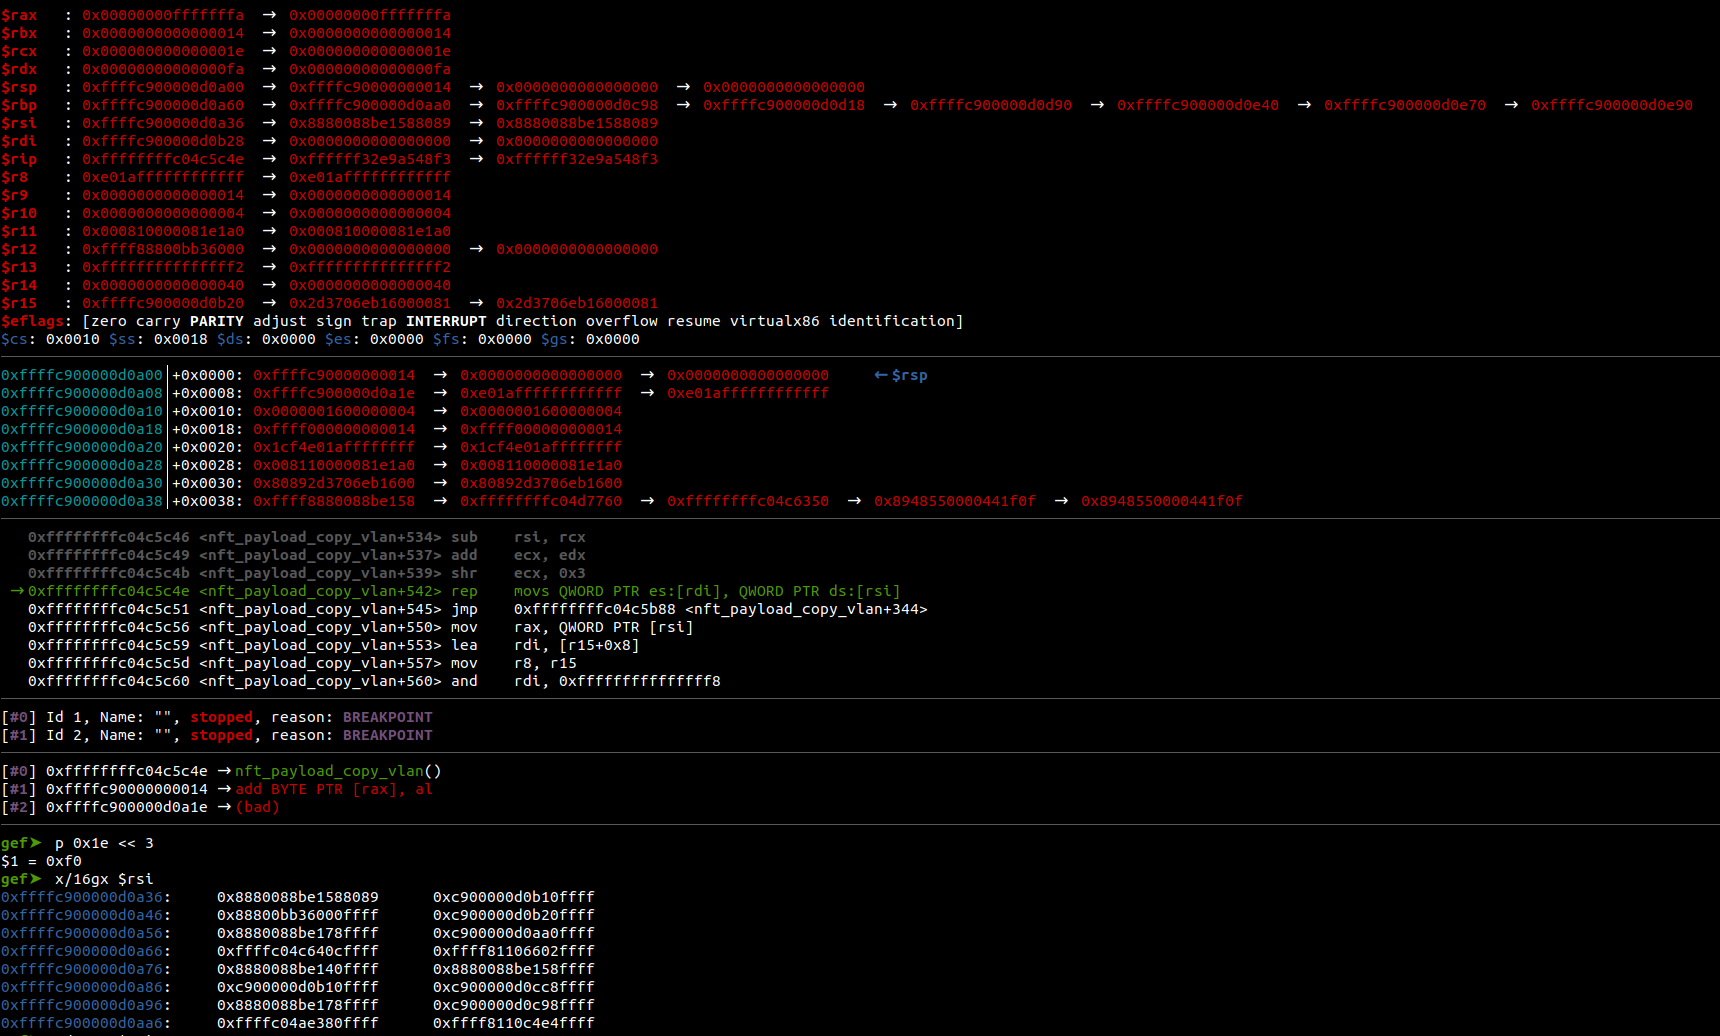 $rax   : 0x00000000fffffffa  →  0x00000000fffffffa
$rbx   : 0x0000000000000014  →  0x0000000000000014
$rcx   : 0x000000000000001e  →  0x000000000000001e
$rdx   : 0x00000000000000fa  →  0x00000000000000fa
$rsp   : 0xffffc900000d0a00  →  0xffffc90000000014  →  0x0000000000000000  →  0x0000000000000000
$rbp   : 0xffffc900000d0a60  →  0xffffc900000d0aa0  →  0xffffc900000d0c98  →  0xffffc900000d0d18  →  0xffffc900000d0d90  →  0xffffc900000d0e40  →  0xffffc900000d0e70  →  0xffffc900000d0e90
$rsi   : 0xffffc900000d0a36  →  0x8880088be1588089  →  0x8880088be1588089
$rdi   : 0xffffc900000d0b28  →  0x0000000000000000  →  0x0000000000000000
$rip   : 0xffffffffc04c5c4e  →  0xffffff32e9a548f3  →  0xffffff32e9a548f3
$r8    : 0xe01affffffffffff  →  0xe01affffffffffff
$r9    : 0x0000000000000014  →  0x0000000000000014
$r10   : 0x0000000000000004  →  0x0000000000000004
$r11   : 0x000810000081e1a0  →  0x000810000081e1a0
$r12   : 0xffff88800bb36000  →  0x0000000000000000  →  0x0000000000000000
$r13   : 0xfffffffffffffff2  →  0xfffffffffffffff2
$r14   : 0x0000000000000040  →  0x0000000000000040
$r15   : 0xffffc900000d0b20  →  0x2d3706eb16000081  →  0x2d3706eb16000081
$eflags: [zero carry PARITY adjust sign trap INTERRUPT direction overflow resume virtualx86 identification]
$cs: 0x0010 $ss: 0x0018 $ds: 0x0000 $es: 0x0000 $fs: 0x0000 $gs: 0x0000
0xffffc900000d0a00│+0x0000: 0xffffc90000000014  →  0x0000000000000000  →  0x0000000000000000     ←$rsp
0xffffc900000d0a08│+0x0008: 0xffffc900000d0a1e  →  0xe01affffffffffff  →  0xe01affffffffffff
0xffffc900000d0a10│+0x0010: 0x0000001600000004  →  0x0000001600000004
0xffffc900000d0a18│+0x0018: 0xffff000000000014  →  0xffff000000000014
0xffffc900000d0a20│+0x0020: 0x1cf4e01affffffff  →  0x1cf4e01affffffff
0xffffc900000d0a28│+0x0028: 0x008110000081e1a0  →  0x008110000081e1a0
0xffffc900000d0a30│+0x0030: 0x80892d3706eb1600  →  0x80892d3706eb1600
0xffffc900000d0a38│+0x0038: 0xffff8880088be158  →  0xffffffffc04d7760  →  0xffffffffc04c6350  →  0x8948550000441f0f  →  0x8948550000441f0f
0xffffffffc04c5c46 <nft_payload_copy_vlan+534> sub    rsi, rcx
0xffffffffc04c5c49 <nft_payload_copy_vlan+537> add    ecx, edx
0xffffffffc04c5c4b <nft_payload_copy_vlan+539> shr    ecx, 0x3
→0xffffffffc04c5c4e <nft_payload_copy_vlan+542> rep    movs QWORD PTR es:[rdi], QWORD PTR ds:[rsi]
0xffffffffc04c5c51 <nft_payload_copy_vlan+545> jmp    0xffffffffc04c5b88 <nft_payload_copy_vlan+344>
0xffffffffc04c5c56 <nft_payload_copy_vlan+550> mov    rax, QWORD PTR [rsi]
0xffffffffc04c5c59 <nft_payload_copy_vlan+553> lea    rdi, [r15+0x8]
0xffffffffc04c5c5d <nft_payload_copy_vlan+557> mov    r8, r15
0xffffffffc04c5c60 <nft_payload_copy_vlan+560> and    rdi, 0xfffffffffffffff8
[#0] Id 1, Name: "", stopped, reason: BREAKPOINT
[#1] Id 2, Name: "", stopped, reason: BREAKPOINT
[#0] 0xffffffffc04c5c4e →nft_payload_copy_vlan()
[#1] 0xffffc90000000014 →add BYTE PTR [rax], al
[#2] 0xffffc900000d0a1e →(bad)
gef➤  p 0x1e << 3
$1 = 0xf0
gef➤  x/16gx $rsi
0xffffc900000d0a36:     0x8880088be1588089      0xc900000d0b10ffff
0xffffc900000d0a46:     0x88800bb36000ffff      0xc900000d0b20ffff
0xffffc900000d0a56:     0x8880088be178ffff      0xc900000d0aa0ffff
0xffffc900000d0a66:     0xffffc04c640cffff      0xffff81106602ffff
0xffffc900000d0a76:     0x8880088be140ffff      0x8880088be158ffff
0xffffc900000d0a86:     0xc900000d0b10ffff      0xc900000d0cc8ffff
0xffffc900000d0a96:     0x8880088be178ffff      0xc900000d0c98ffff
0xffffc900000d0aa6:     0xffffc04ae380ffff      0xffff8110c4e4ffff